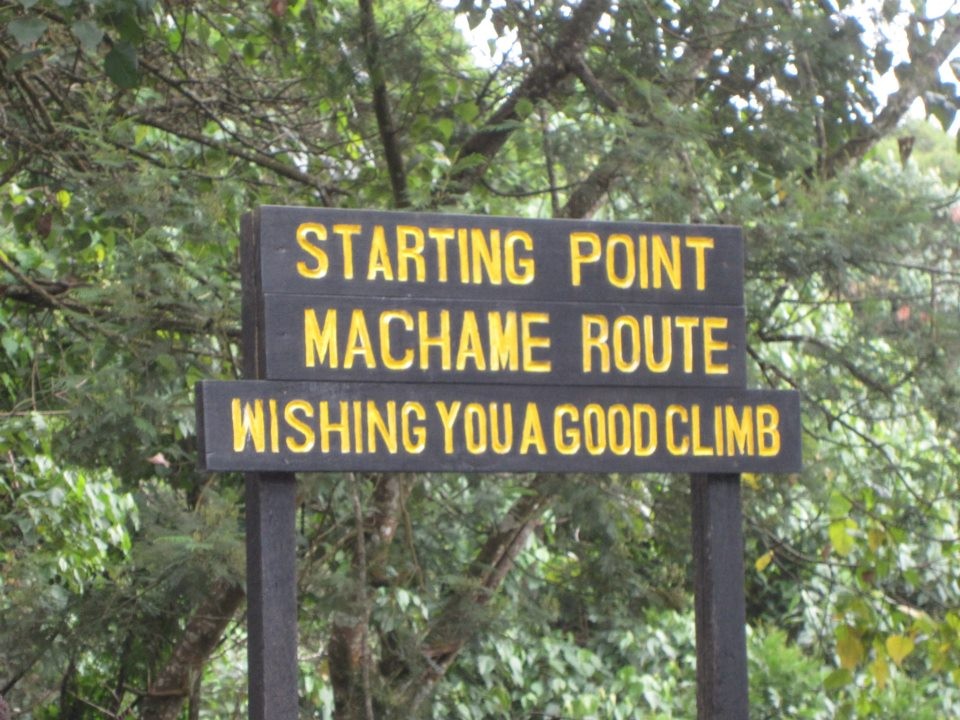 STARTING POINT
MACHAME ROUTE
WISHING YOU A GOOD CLIMB